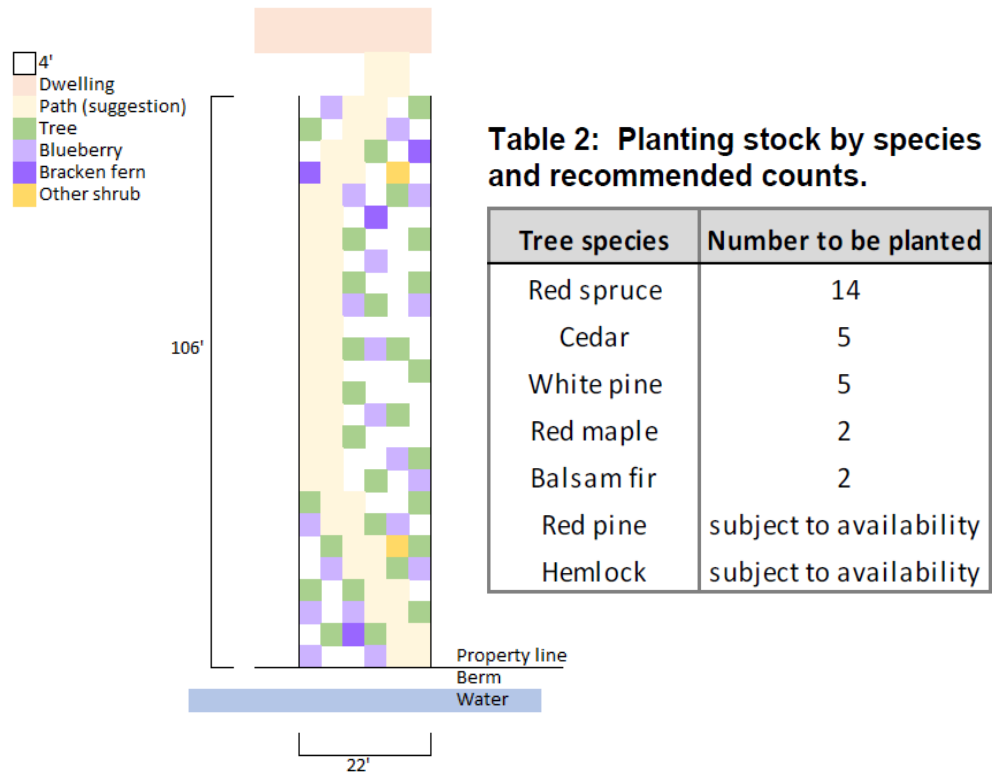 4'
Dwelling
Path (suggestion)
Tree
Blueberry
Bracken fern
Other shrub
106'
22'
Property line
Berm
Water
Table 2: Planting stock by species
and recommended counts.
Tree species Number to be planted
Red spruce 14
Cedar 5
White pine 5
Red maple 2
Balsam fir 2
Red pine subject to availability
Hemlock subject to availability